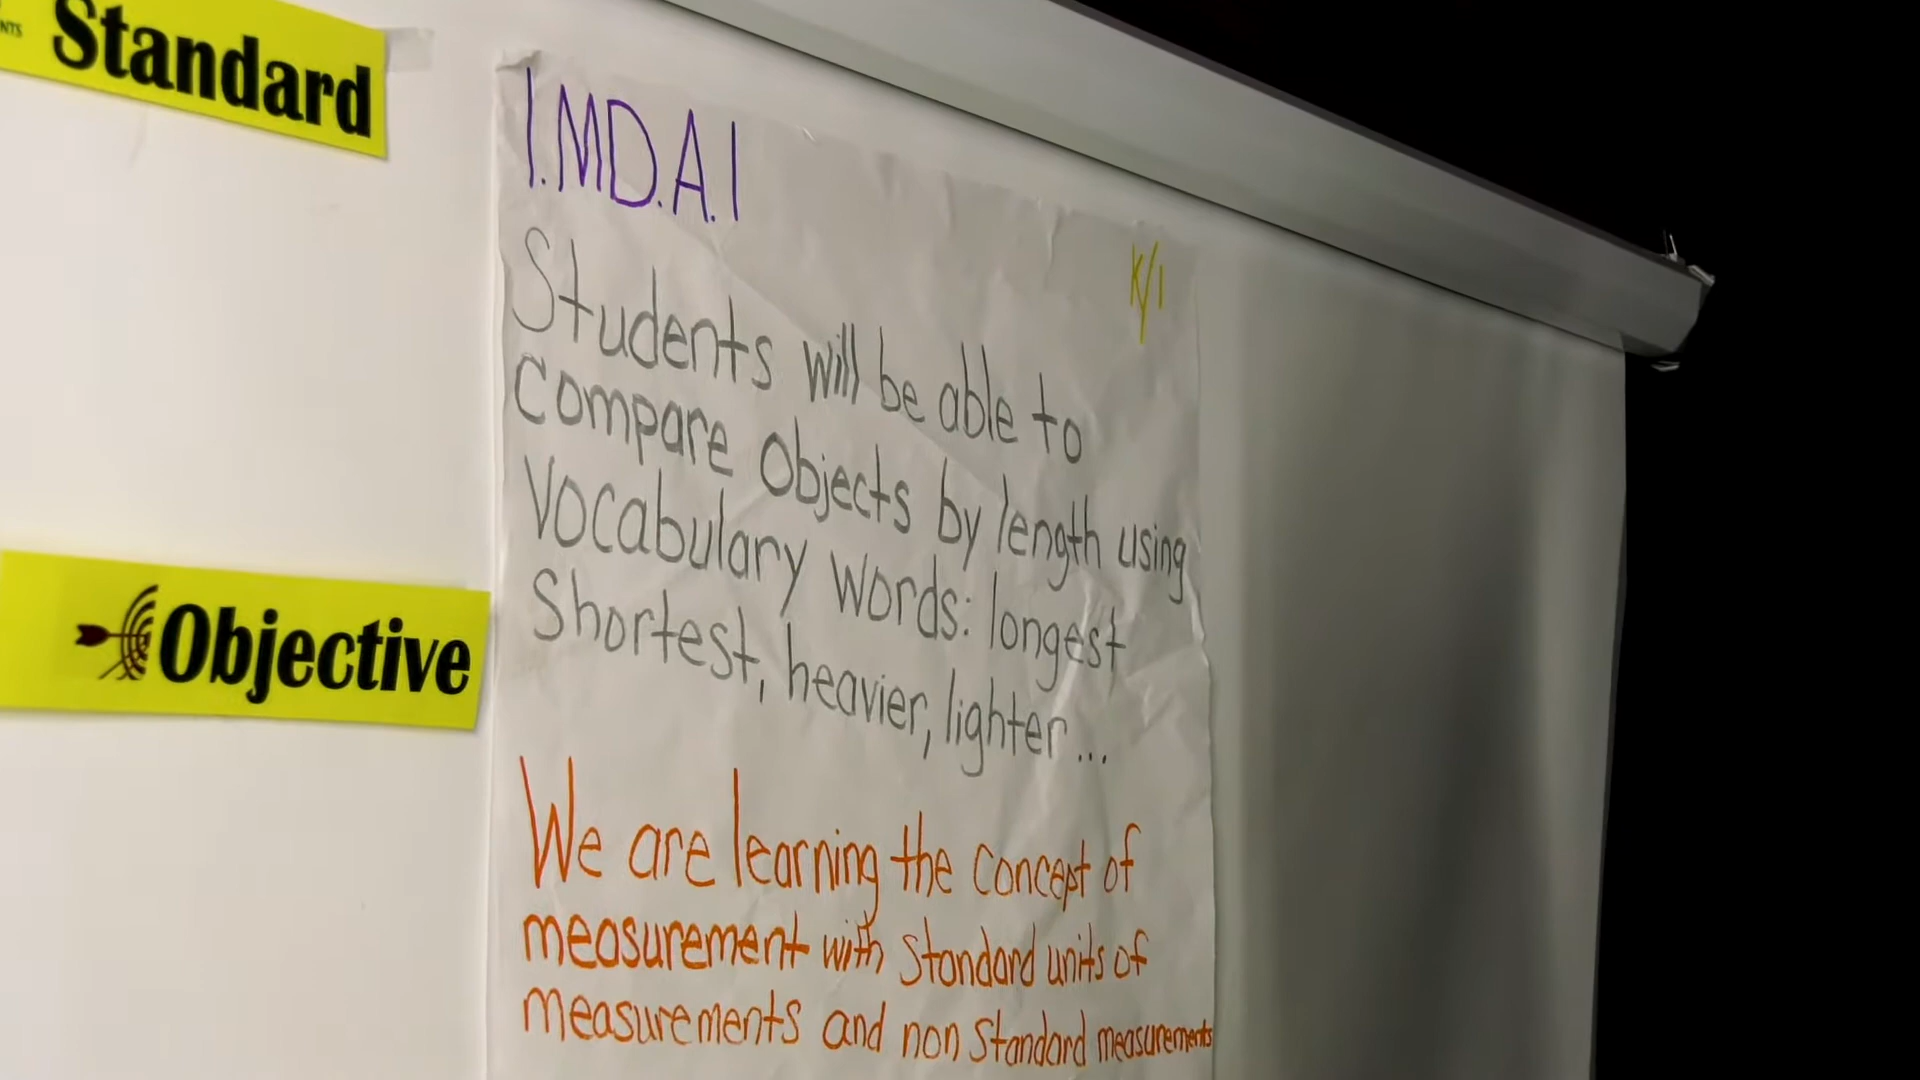 NTS
Standard
1.MD.A.1
K/1
Students will be able to
compare objects by length using
vocabulary words: longest
shortest, heavier, lighter...
Objective
We are learning the concept of
measurement with standard units of
measurements and non standard measurements